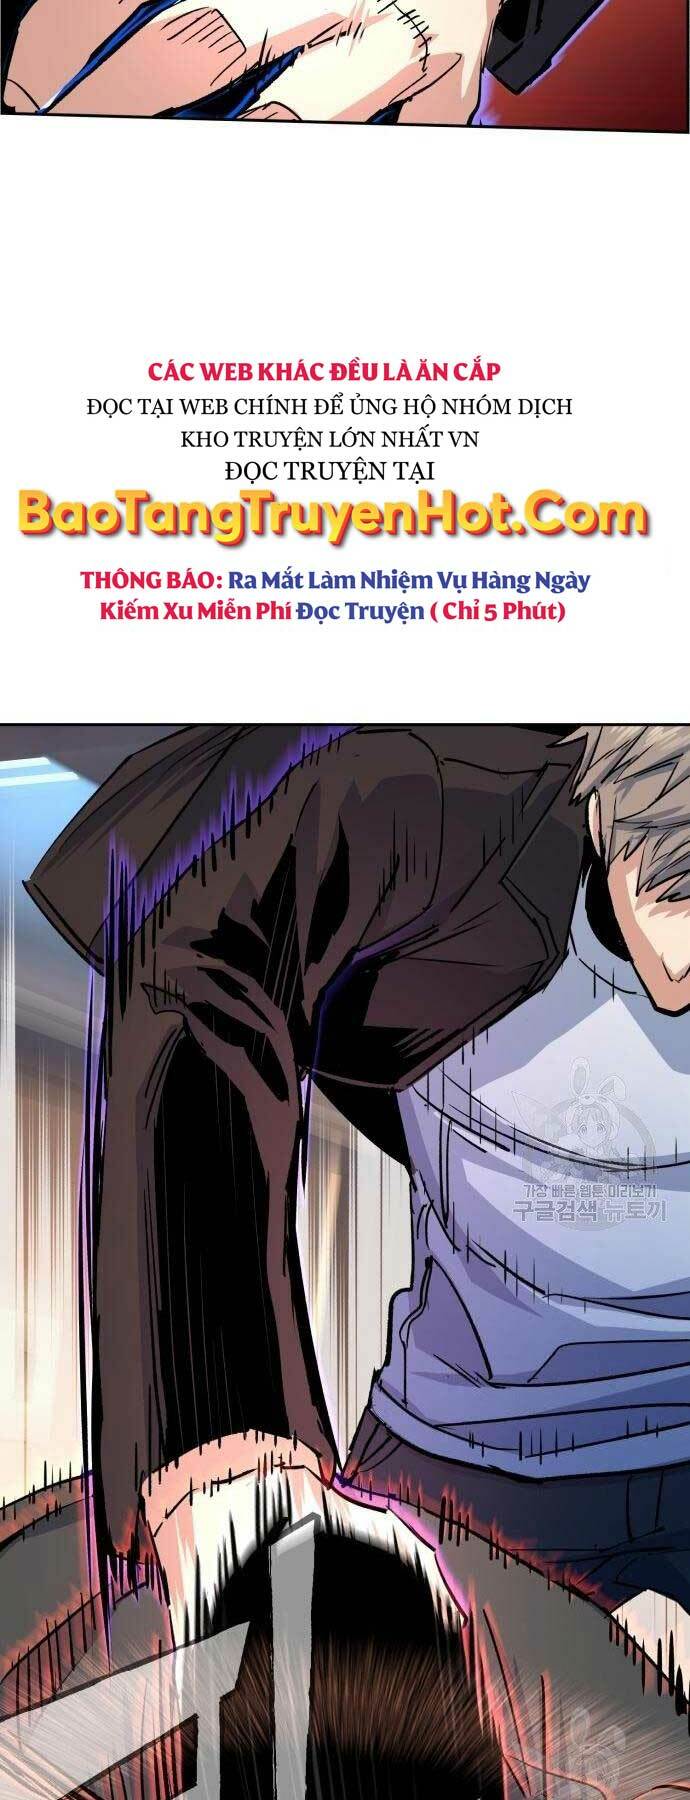 CÁC WEB KHÁC ĐỀU LÀ ĂN CẮP
ĐỌC TẠI WEB CHÍNH ĐỂ ỦNG HỘ NHÓM DỊCH
KHO TRUYỆN LỚN NHẤT VN
ĐỌC TRUYỆN TẠI
BaoTangTruyenHot.Com
THÔNG BÁO: Ra Mắt Làm Nhiệm Vụ Hàng Ngày
Kiếm Xu Miễn Phí Đọc Truyện ( Chỉ 5 Phút)
가장 빠른 웹툰 미리보기
구글검색 뉴토끼